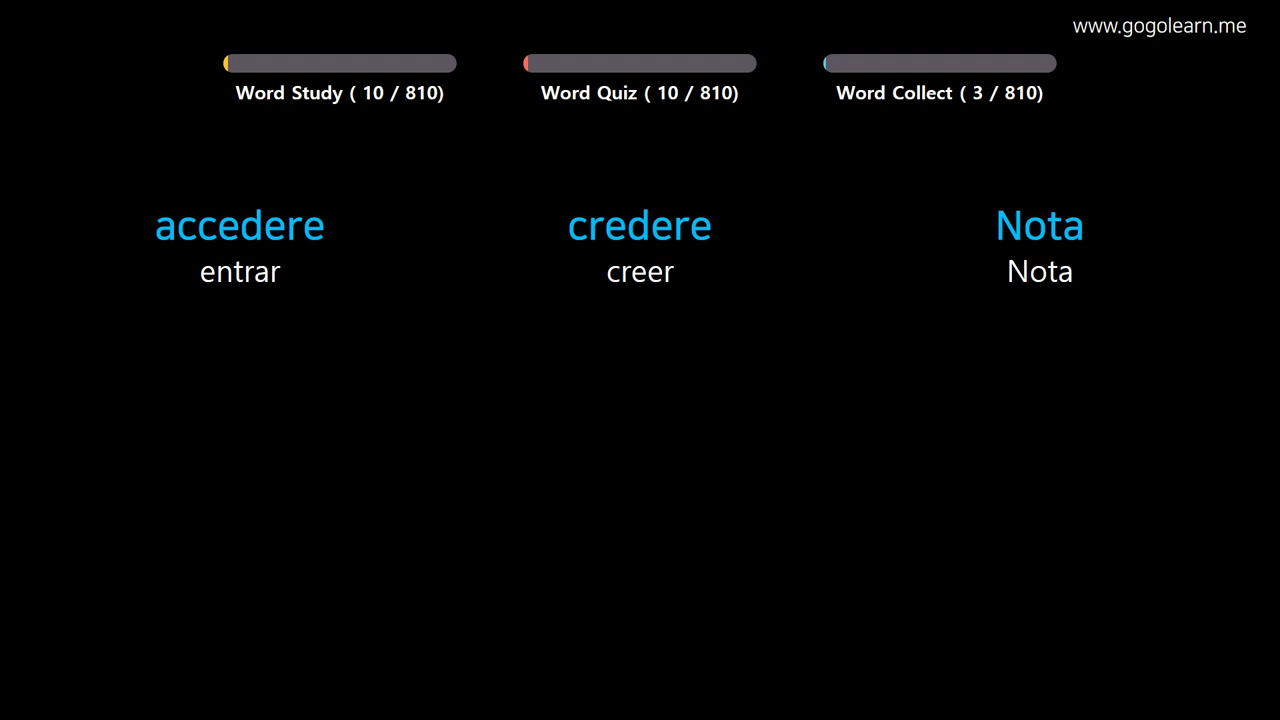 www.gogolearn.me
Word Study ( 10 / 810)
Word Quiz ( 10 / 810)
Word Collect ( 3 / 810)
accedere
entrar
credere
creer
Nota
Nota